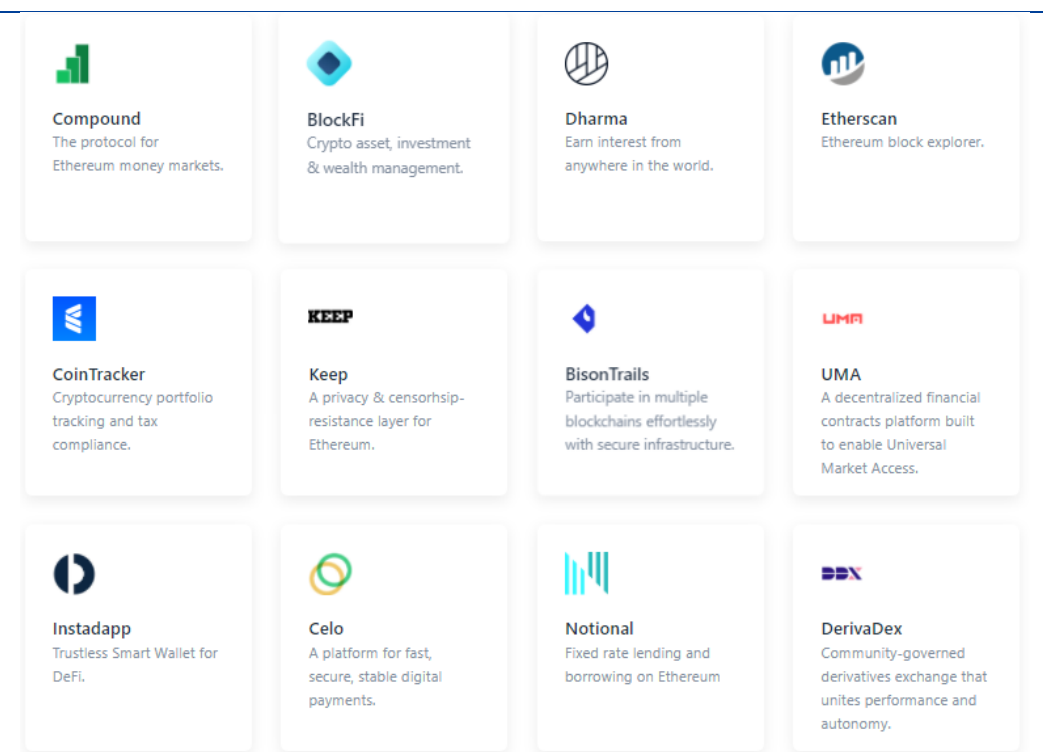 Compound
The protocol for
Ethereum money markets.
BlockFi
Crypto asset, investment
& wealth management.
Dharma
Earn interest from
anywhere in the world.
Etherscan
Ethereum block explorer.
CoinTracker
Cryptocurrency portfolio
tracking and tax
compliance.
KEEP
Keep
A privacy & censorhsip-
resistance layer for
Ethereum.
BisonTrails
Participate in multiple
blockchains effortlessly
with secure infrastructure.
UMA
UMA
A decentralized financial
contracts platform built
to enable Universal
Market Access.
Instadapp
Trustless Smart Wallet for
DeFi.
Celo
A platform for fast,
secure, stable digital
payments.
Notional
Fixed rate lending and
borrowing on Ethereum
DDX
DerivaDex
Community-governed
derivatives exchange that
unites performance and
autonomy.